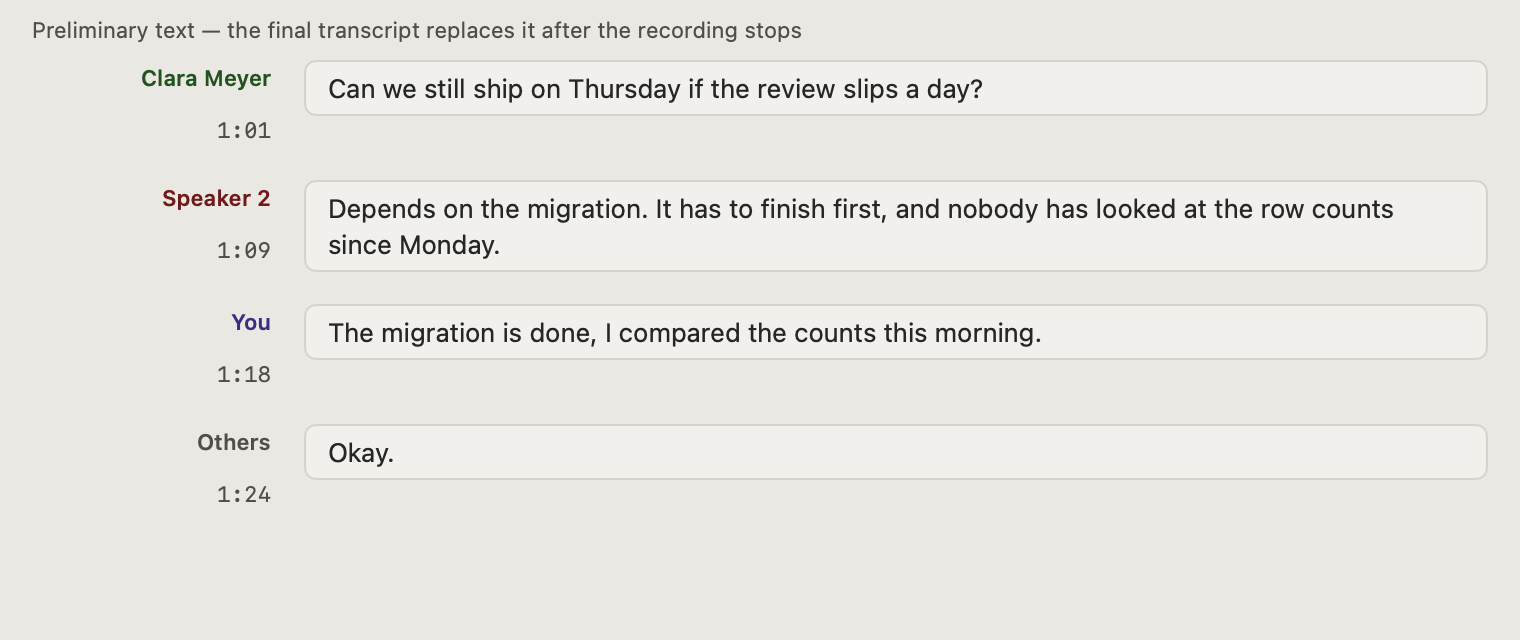 Preliminary text — the final transcript replaces it after the recording stops
Clara Meyer
Can we still ship on Thursday if the review slips a day?
1:01
Speaker 2
Depends on the migration. It has to finish first, and nobody has looked at the row counts
since Monday.
1:09
You
The migration is done, I compared the counts this morning.
1:18
Others
Okay.
1:24